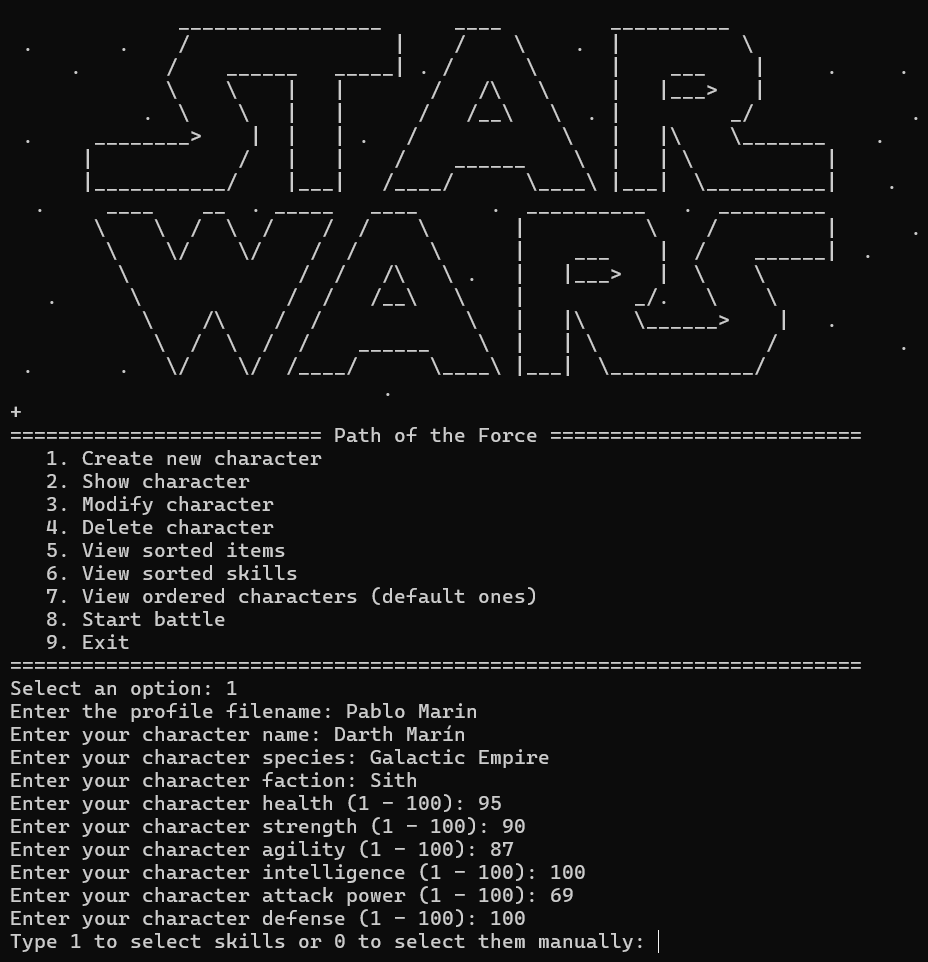 STAR
WARS
+
========================== Path of the Force ==========================
1. Create new character
2. Show character
3. Modify character
4. Delete character
5. View sorted items
6. View sorted skills
7. View ordered characters (default ones)
8. Start battle
9. Exit
=======================================================================
Select an option: 1
Enter the profile filename: Pablo Marin
Enter your character name: Darth Marín
Enter your character species: Galactic Empire
Enter your character faction: Sith
Enter your character health (1 - 100): 95
Enter your character strength (1 - 100): 90
Enter your character agility (1 - 100): 87
Enter your character intelligence (1 - 100): 100
Enter your character attack power (1 - 100): 69
Enter your character defense (1 - 100): 100
Type 1 to select skills or 0 to select them manually: